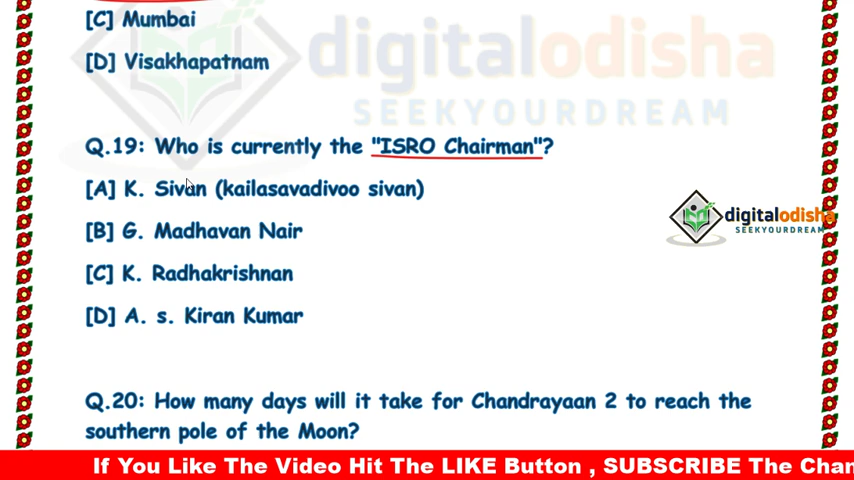 [C] Mumbai
digitalodisha
[D] Visakhapatnam
SEEKYOURDREAM
Q.19: Who is currently the "ISRO Chairman"?
[A] K. Sivan (kailasavadivoo sivan)
digitalodisha
SEEKYOURDREAM
[B] G. Madhavan Nair
[C] K. Radhakrishnan
[D] A. s. Kiran Kumar
Q.20: How many days will it take for Chandrayaan 2 to reach the
southern pole of the Moon?
If You Like The Video Hit The LIKE Button , SUBSCRIBE The Chan